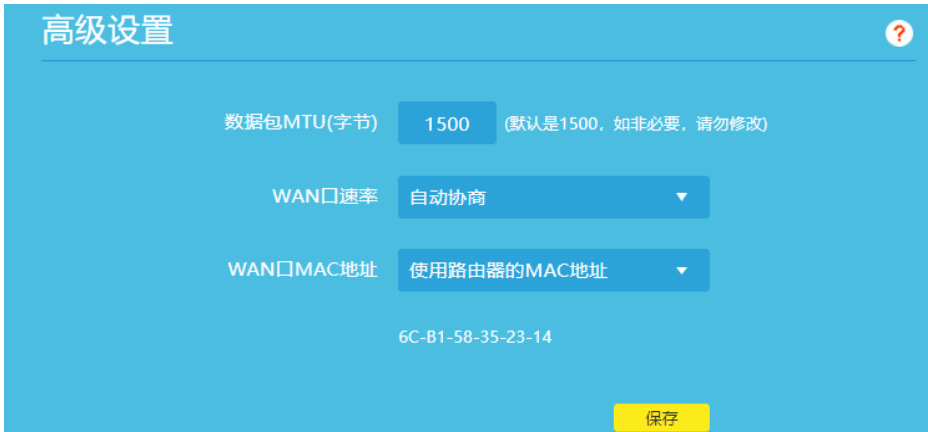 高级设置
?
数据包MTU(字节) 1500 (默认是1500，如非必要，请勿修改)
WAN口速率 自动协商
WAN口MAC地址 使用路由器的MAC地址
6C-B1-58-35-23-14
保存